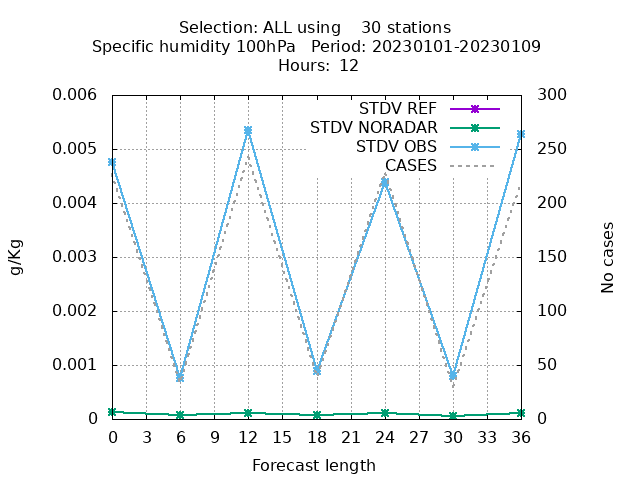 Selection: ALL using    30 stations
Specific humidity 100hPa   Period: 20230101-20230109
Hours:  12
0.006
0.005
0.004
0.003
0.002
0.001
0
300
250
200
150
100
50
0
STDV REF
STDV NORADAR
STDV OBS
CASES
g/Kg
No cases
0 3 6 9 12 15 18 21 24 27 30 33 36
Forecast length